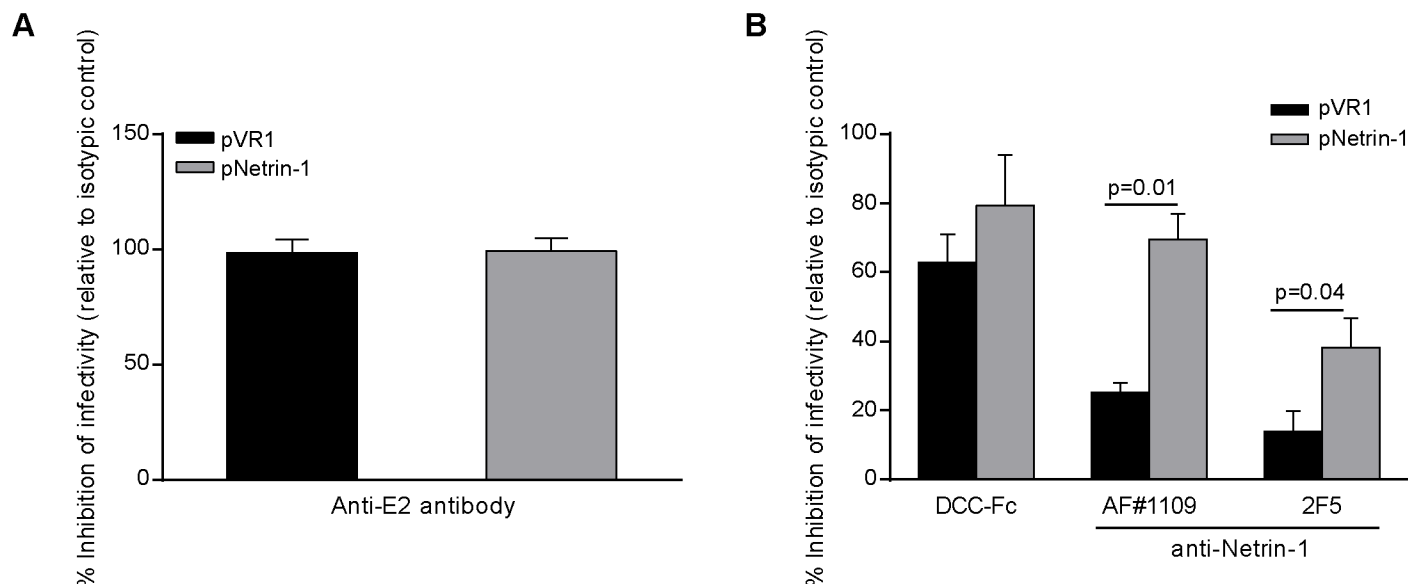 A
% Inhibition of infectivity (relative to isotypic control)
150
100
50
0
pVR1
pNetrin-1
Anti-E2 antibody
B
% Inhibition of infectivity (relative to isotypic control)
100
80
60
40
20
0
pVR1
pNetrin-1
p=0.01
p=0.04
DCC-Fc
AF#1109
2F5
anti-Netrin-1